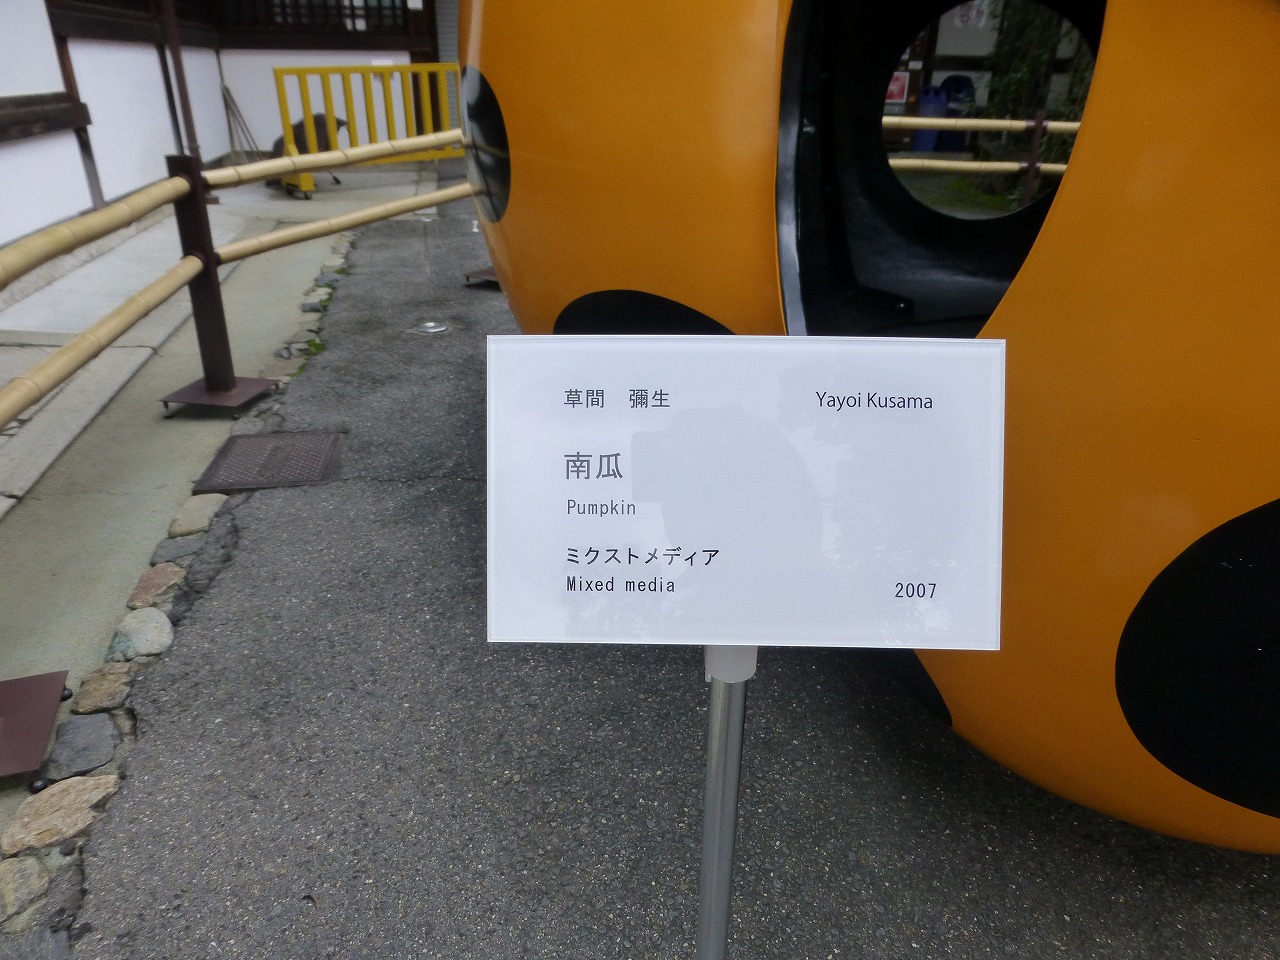 草間　彌生　Yayoi Kusama
南瓜
Pumpkin
ミクストメディア
Mixed media　2007